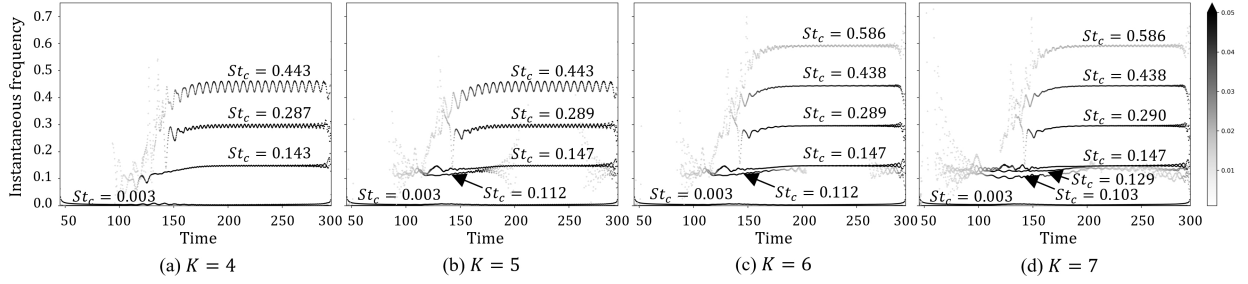 Instantaneous frequency
0.7
0.6
0.5
0.4
0.3
0.2
0.1
0.0
St_c = 0.443
St_c = 0.287
St_c = 0.143
St_c = 0.003
50 100 150 200 250 300
Time
(a) K = 4
St_c = 0.443
St_c = 0.289
St_c = 0.147
St_c = 0.003
St_c = 0.112
50 100 150 200 250 300
Time
(b) K = 5
St_c = 0.586
St_c = 0.438
St_c = 0.289
St_c = 0.147
St_c = 0.003
St_c = 0.112
50 100 150 200 250 300
Time
(c) K = 6
St_c = 0.586
St_c = 0.438
St_c = 0.290
St_c = 0.147
St_c = 0.129
St_c = 0.003
St_c = 0.103
50 100 150 200 250 300
Time
(d) K = 7
0.05
0.04
0.03
0.02
0.01